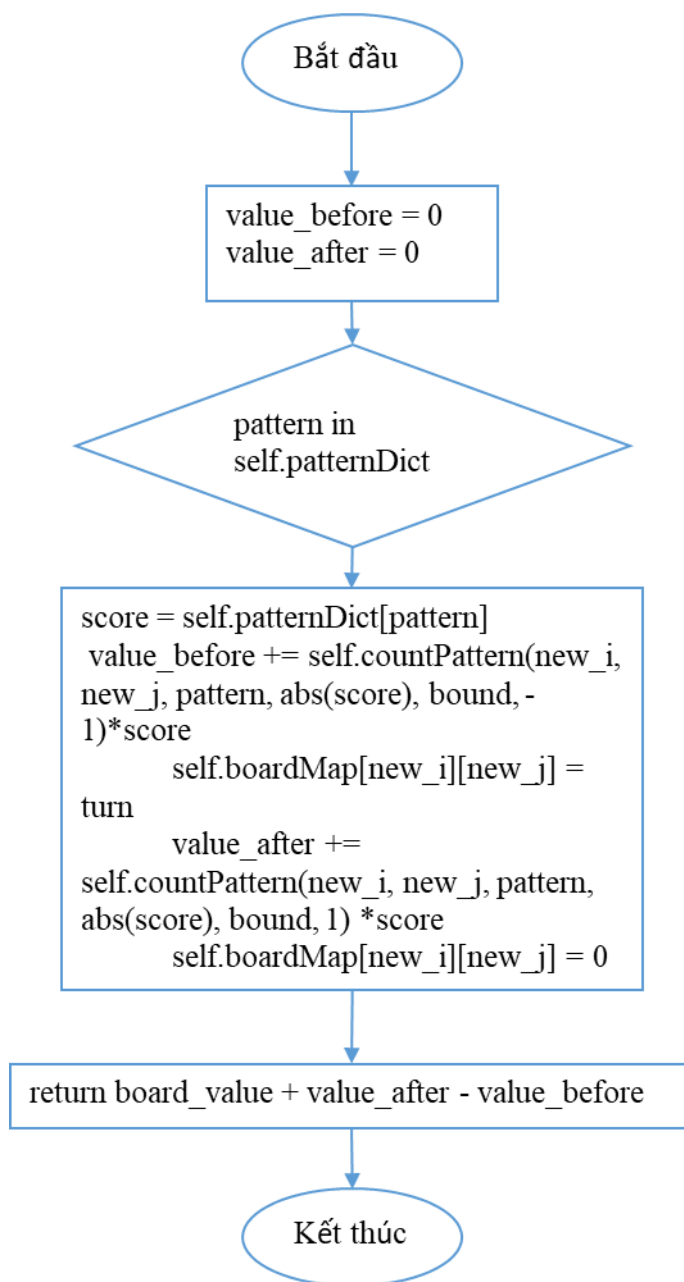 Bắt đầu
value_before = 0
value_after = 0
pattern in
self.patternDict
score = self.patternDict[pattern]
value_before += self.countPattern(new_i,
new_j, pattern, abs(score), bound, -
1)*score
self.boardMap[new_i][new_j] =
turn
value_after +=
self.countPattern(new_i, new_j, pattern,
abs(score), bound, 1) *score
self.boardMap[new_i][new_j] = 0
return board_value + value_after - value_before
Kết thúc